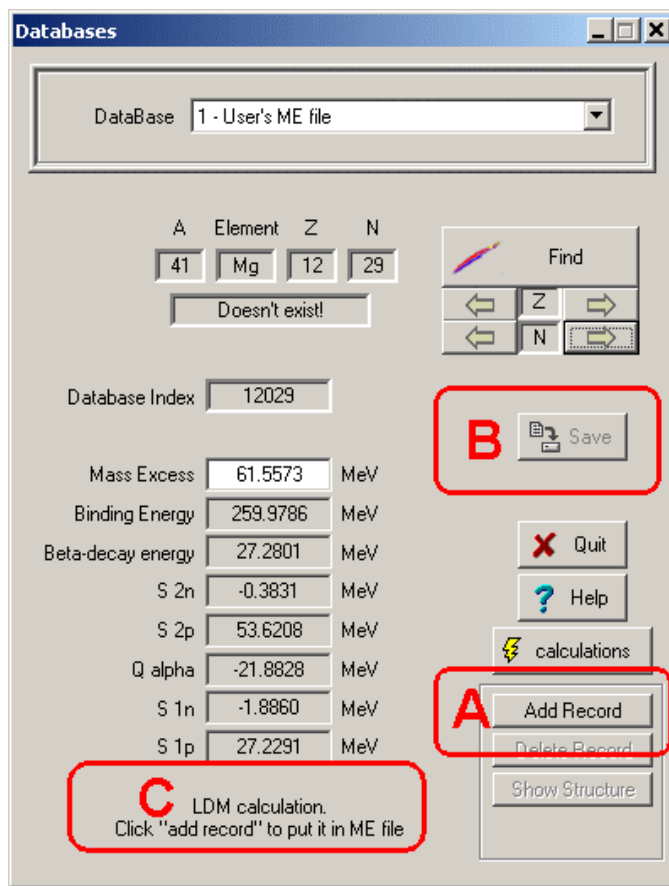 Databases
DataBase 1 - User's ME file
A Element Z N
41 Mg 12 29
Doesn't exist!
Find
Z
N
Database Index 12029
B Save
Mass Excess 61.5573 MeV
Binding Energy 259.9786 MeV
Beta-decay energy 27.2801 MeV
S 2n -0.3831 MeV
S 2p 53.6208 MeV
Q alpha -21.8828 MeV
S 1n -1.8860 MeV
S 1p 27.2291 MeV
Quit
Help
calculations
A Add Record
Delete Record
Show Structure
C LDM calculation.
Click "add record" to put it in ME file